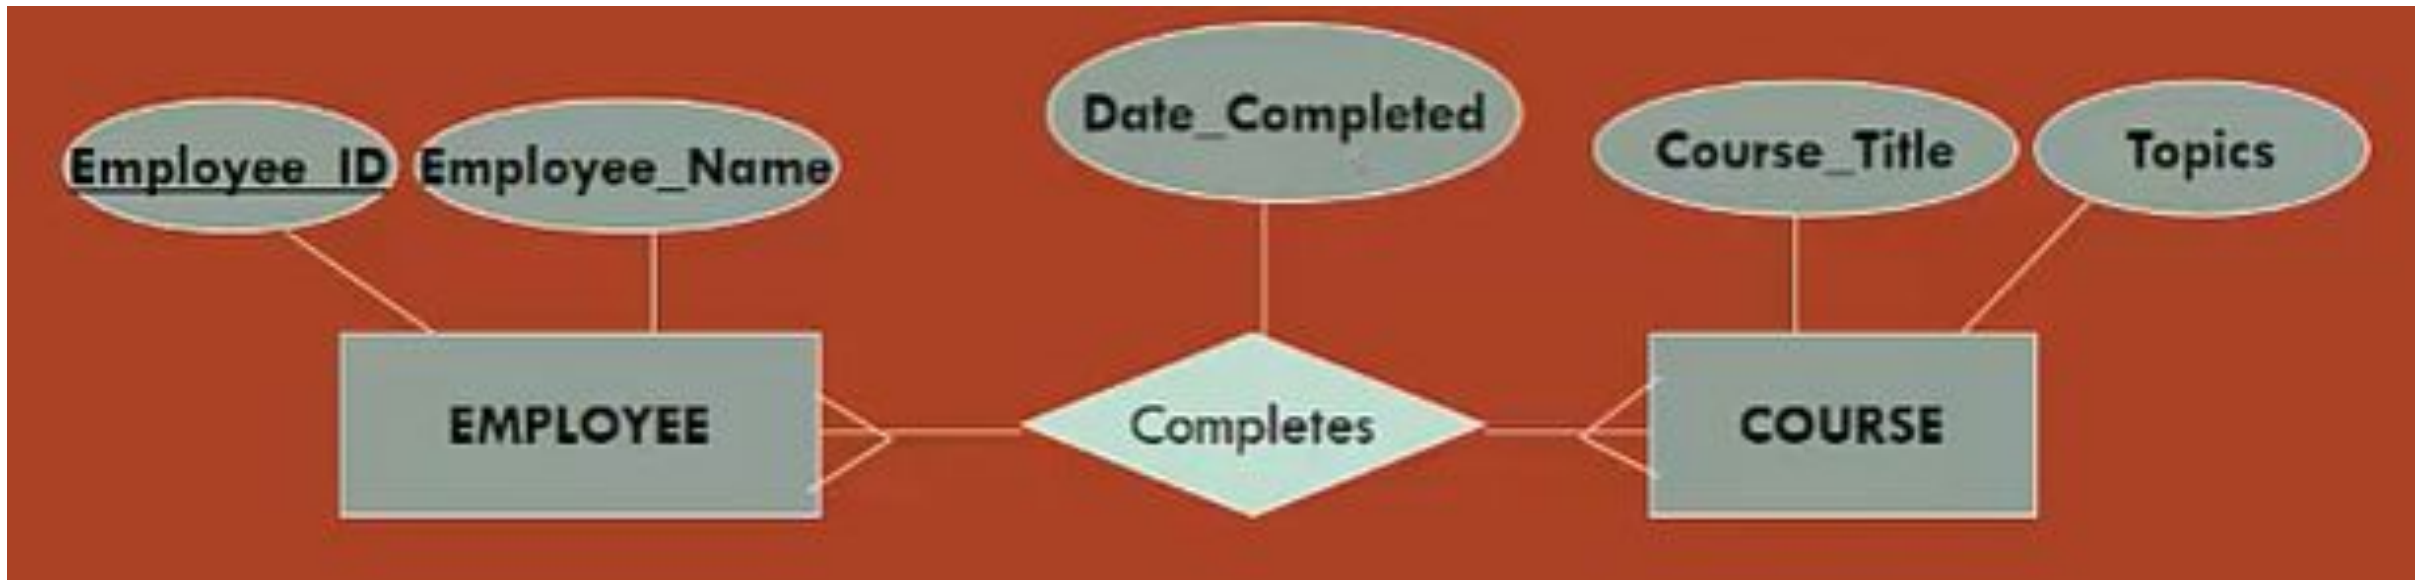 Employee_ID
Employee_Name
Date_Completed
Course_Title
Topics
EMPLOYEE
Completes
COURSE